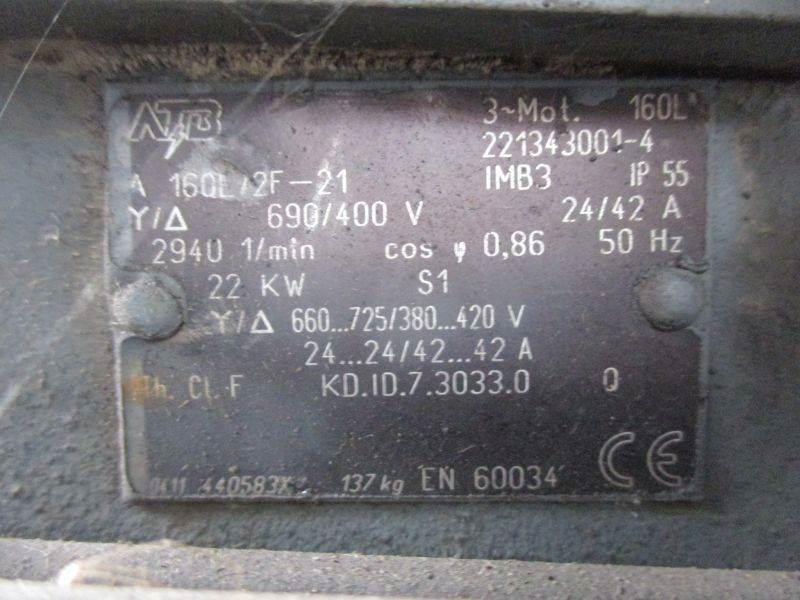 ATB 3~Mot. 160L
221343001-4
A 160L/2F-21 IMB3 IP 55
Y/Δ 690/400 V 24/42 A
2940 1/min cos φ 0,86 50 Hz
22 KW S1
Y/Δ 660...725/380...420 V
24...24/42...42 A
Th. Cl. F KD.ID.7.3033.0 Q
0411 137 kg EN 60034 CE